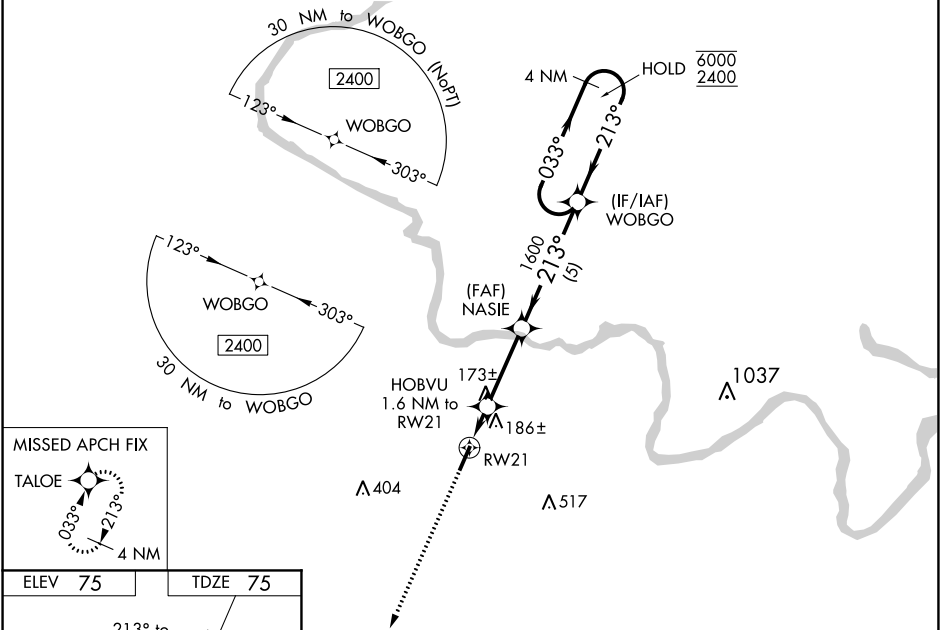 30 NM to WOBGO (NoPT)
2400
123°
WOBGO
303°
4 NM
HOLD
6000
2400
033°
213°
(IF/IAF)
WOBGO
1600
213°
(5)
123°
WOBGO
303°
2400
30 NM to WOBGO
(FAF)
NASIE
173±
HOBVU
1.6 NM to
RW21
186±
RW21
1037
404
517
MISSED APCH FIX
TALOE
033°
213°
4 NM
ELEV 75
TDZE 75
213° to